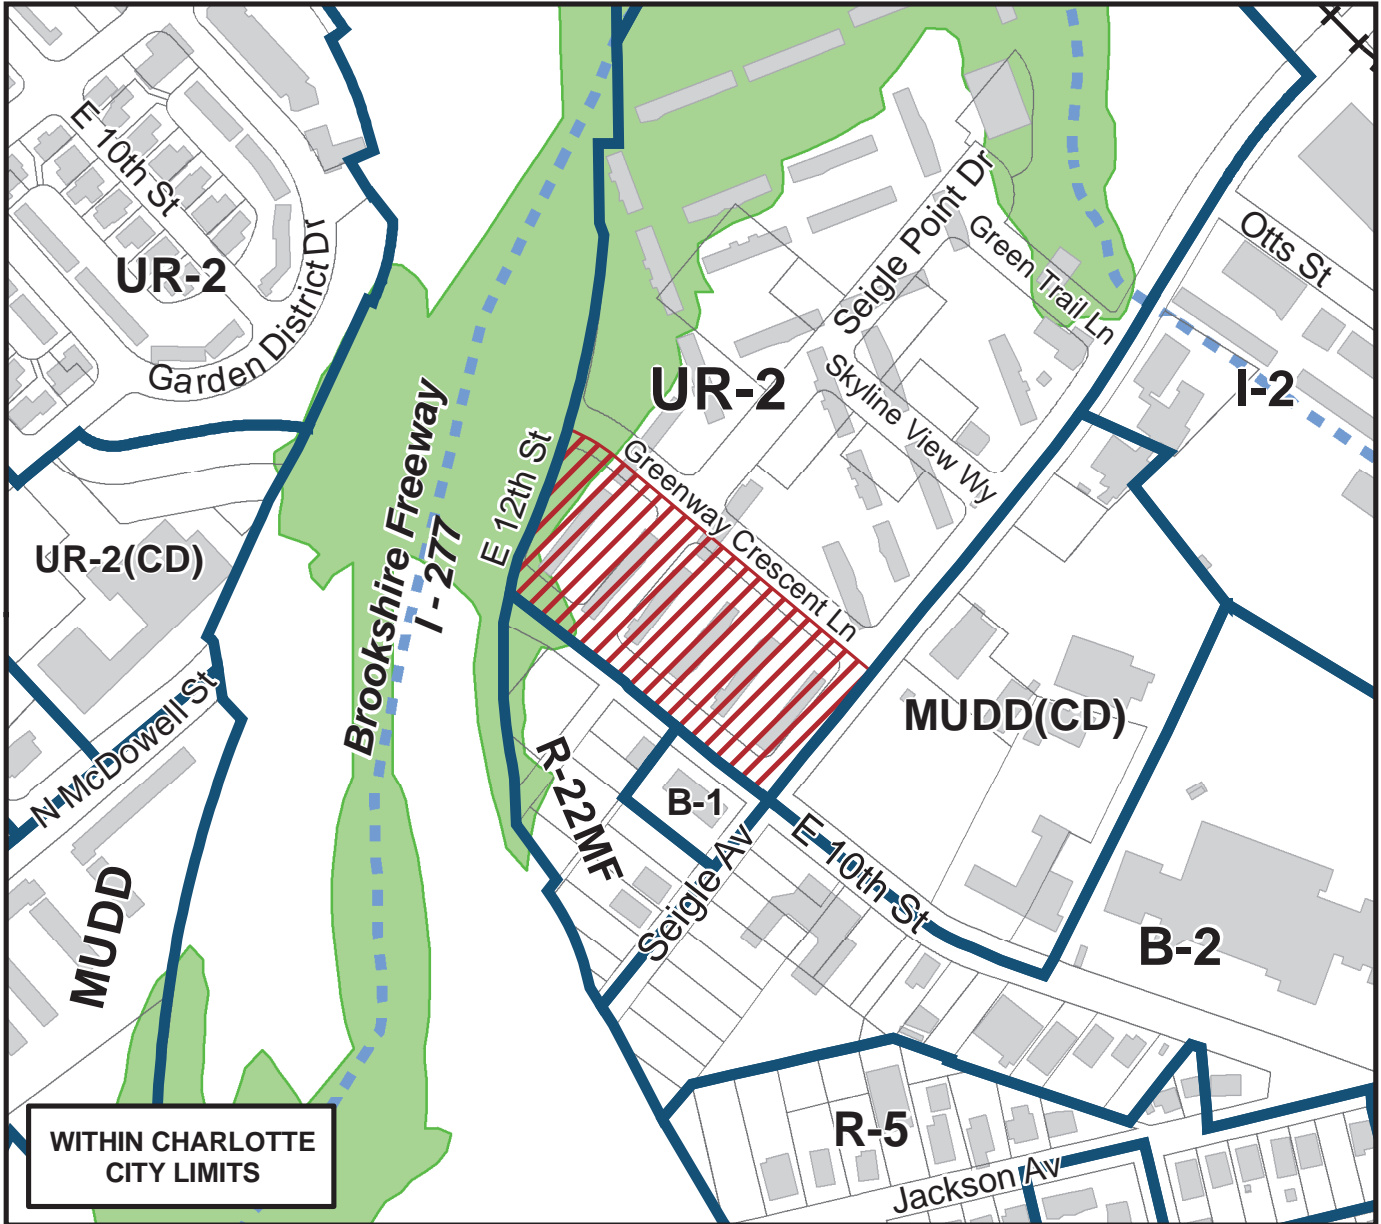 E 10th St
UR-2
Garden District Dr
Seigle Point Dr
Green Trail Ln
Otts St
UR-2
Skyline View Wy
I-2
Brookshire Freeway
I - 277
E 12th St
Greenway Crescent Ln
UR-2(CD)
N McDowell St
MUDD
R-22MF
B-1
MUDD(CD)
Seigle Av
E 10th St
B-2
R-5
Jackson Av
WITHIN CHARLOTTE
CITY LIMITS